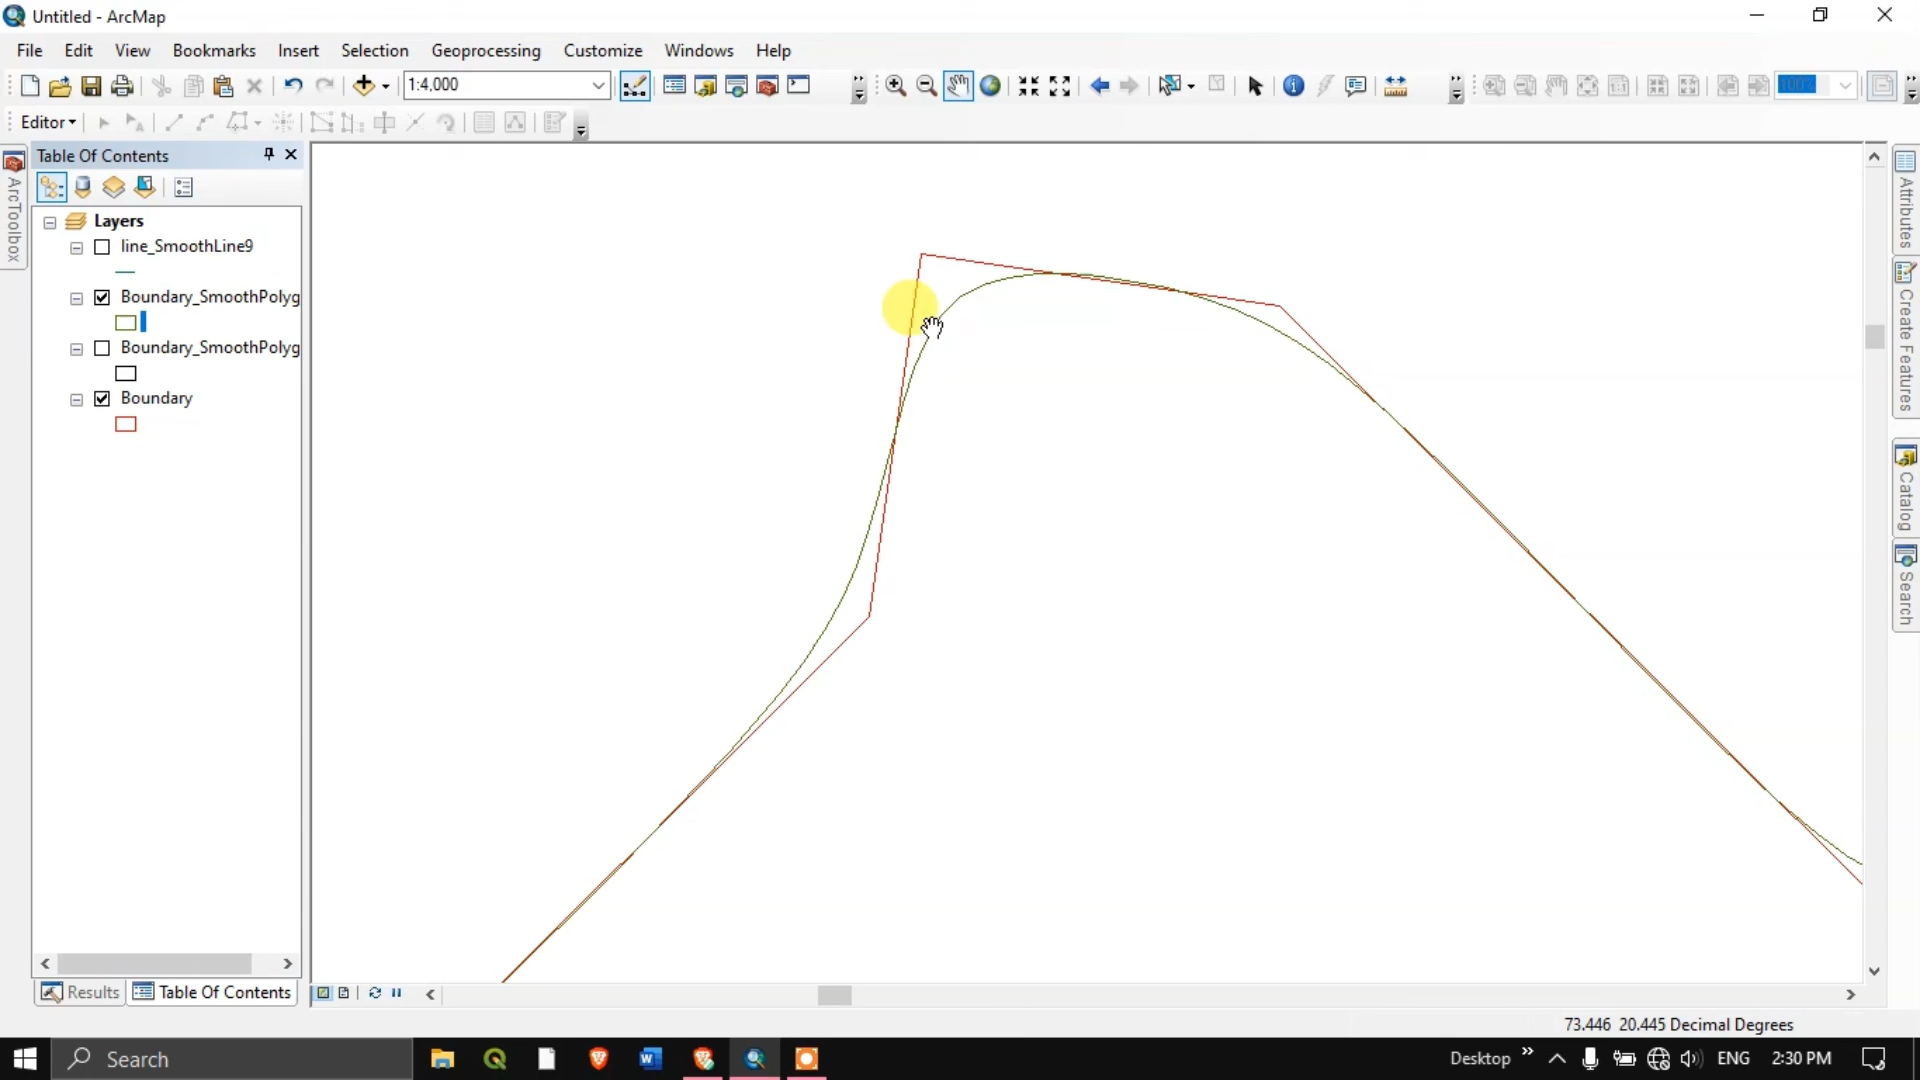 Untitled - ArcMap
File Edit View Bookmarks Insert Selection Geoprocessing Customize Windows Help
1:4,000
100%
Editor
Table Of Contents
ArcToolbox
Layers
line_SmoothLine9
Boundary_SmoothPolyg
Boundary_SmoothPolyg
Boundary
Attributes
Create Features
Catalog
Search
Results Table Of Contents
73.446 20.445 Decimal Degrees
Search
Desktop ENG 2:30 PM